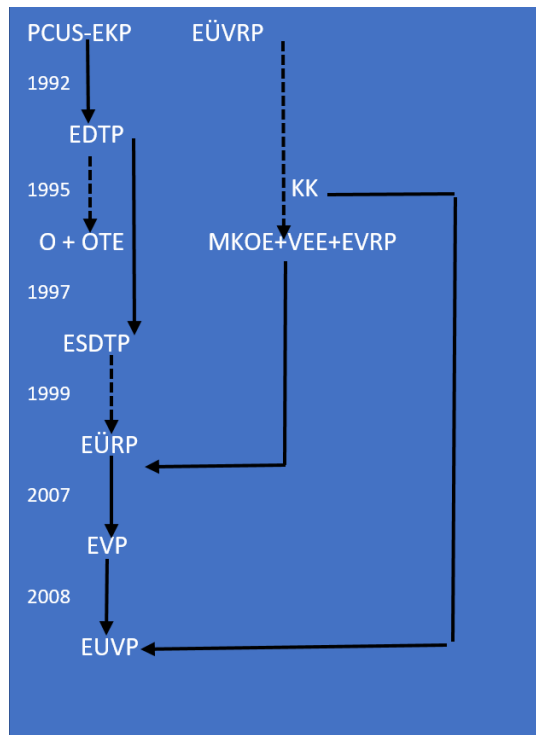 PCUS-EKP EÜVRP
1992
EDTP
1995 KK
O + OTE MKOE+VEE+EVRP
1997
ESDTP
1999
EÜRP
2007
EVP
2008
EUVP